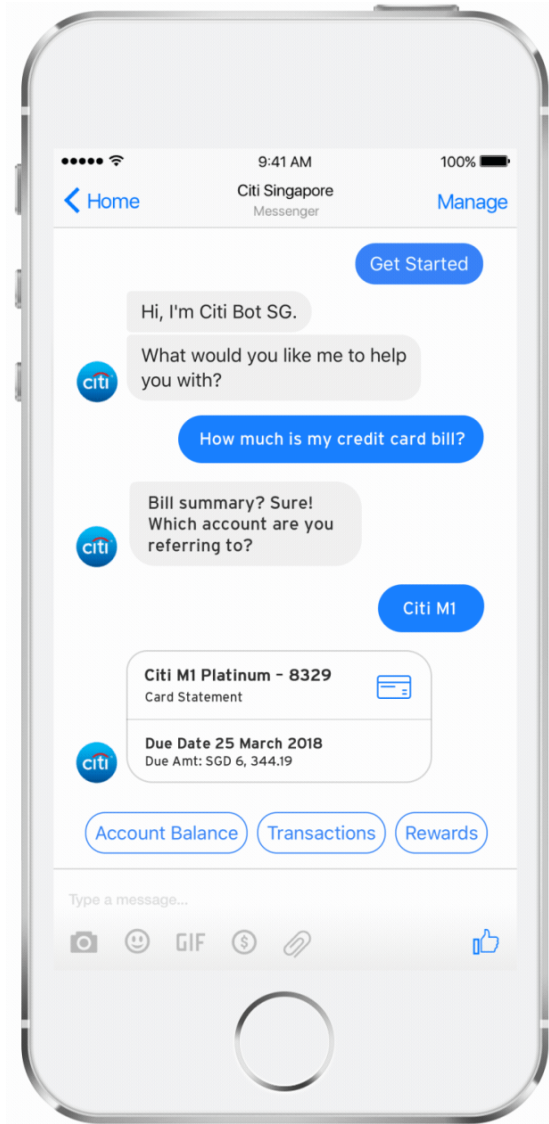 9:41 AM
100%
Home
Citi Singapore
Messenger
Manage
Get Started
Hi, I'm Citi Bot SG.
What would you like me to help
you with?
citi
How much is my credit card bill?
Bill summary? Sure!
Which account are you
referring to?
citi
Citi M1
Citi M1 Platinum - 8329
Card Statement
Due Date 25 March 2018
Due Amt: SGD 6, 344.19
citi
Account Balance
Transactions
Rewards
Type a message...
GIF
$